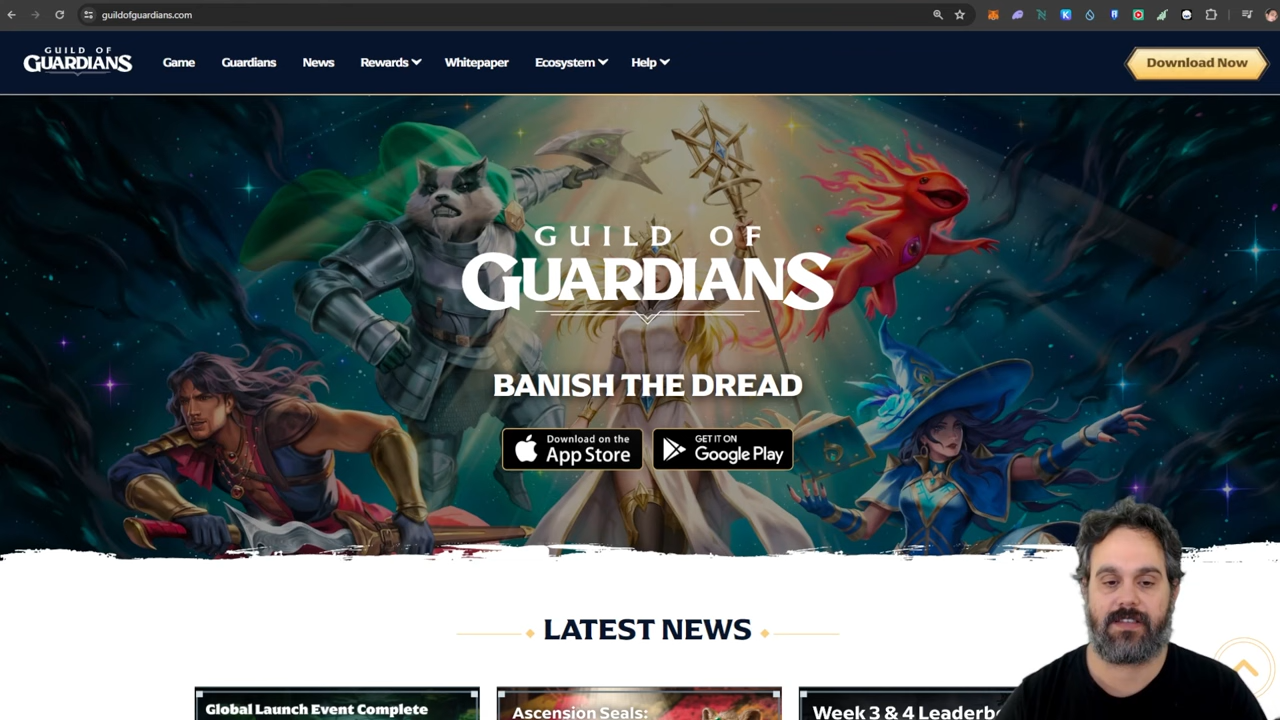 guildofguardians.com
GUILD OF
GUARDIANS
Game
Guardians
News
Rewards
Whitepaper
Ecosystem
Help
Download Now
GUILD OF
GUARDIANS
BANISH THE DREAD
Download on the
App Store
GET IT ON
Google Play
LATEST NEWS
Global Launch Event Complete
Ascension Seals:
Week 3 & 4